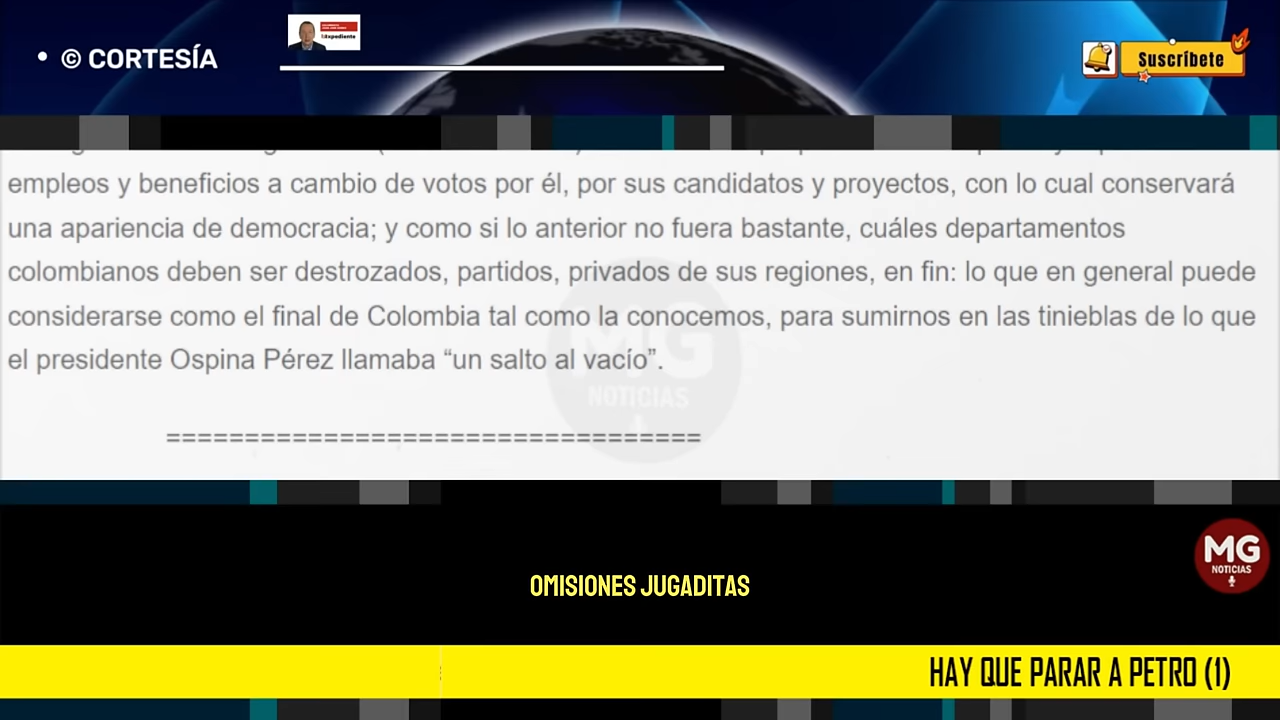 • © CORTESÍA
Expediente
Suscríbete
empleos y beneficios a cambio de votos por él, por sus candidatos y proyectos, con lo cual conservará
una apariencia de democracia; y como si lo anterior no fuera bastante, cuáles departamentos
colombianos deben ser destrozados, partidos, privados de sus regiones, en fin: lo que en general puede
considerarse como el final de Colombia tal como la conocemos, para sumirnos en las tinieblas de lo que
el presidente Ospina Pérez llamaba “un salto al vacío”.
MG
NOTICIAS
==================================
MG
NOTICIAS
OMISIONES JUGADITAS
HAY QUE PARAR A PETRO (1)